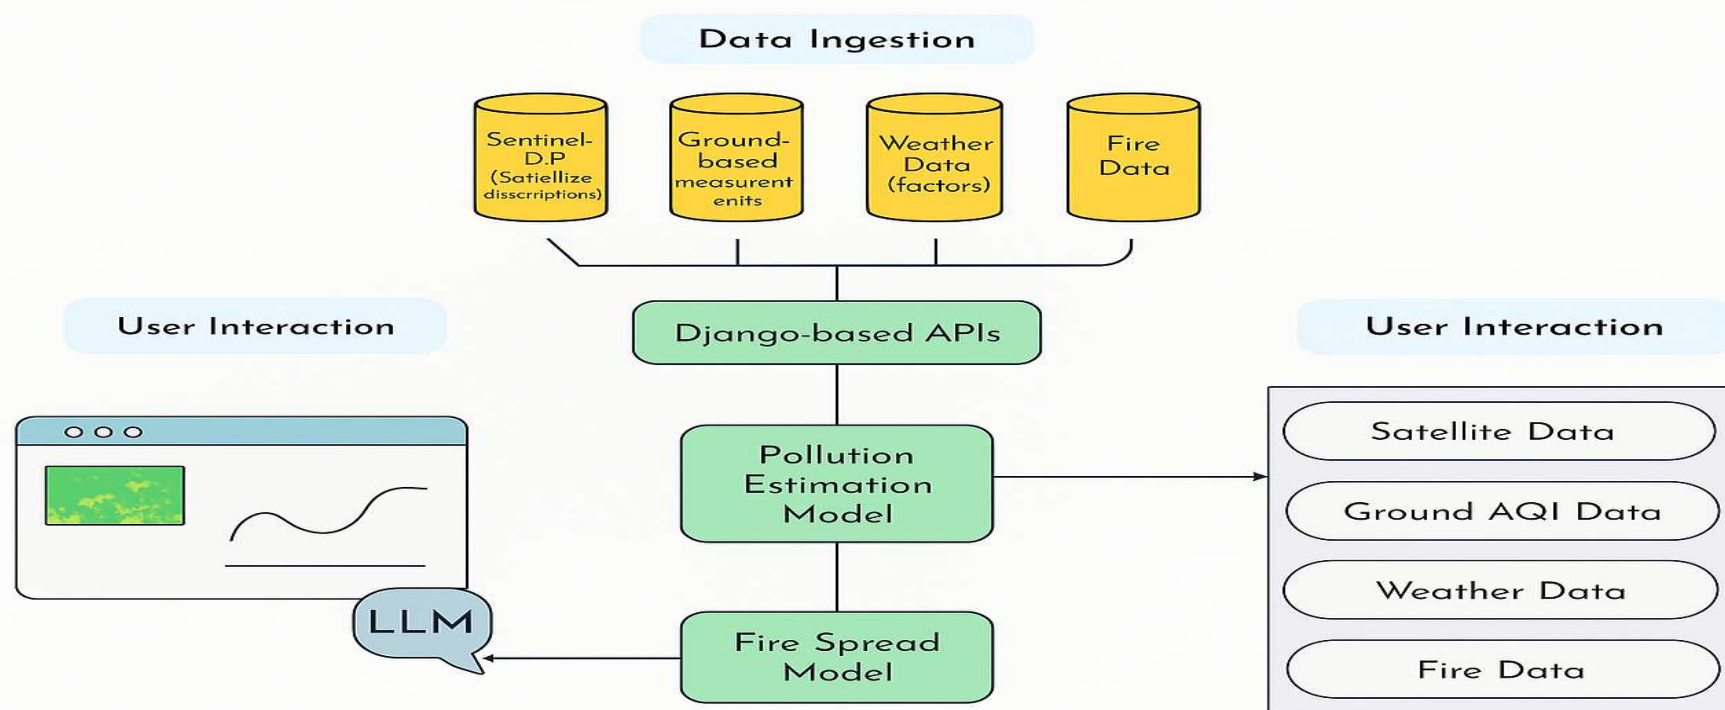 Data Ingestion
Sentinel-
D.P
(Satiellize
disscrriptions)
Ground-
based
measurent
enits
Weather
Data
(factors)
Fire
Data
User Interaction
Django-based APIs
User Interaction
Pollution
Estimation
Model
Satellite Data
Ground AQI Data
Weather Data
LLM
Fire Spread
Model
Fire Data